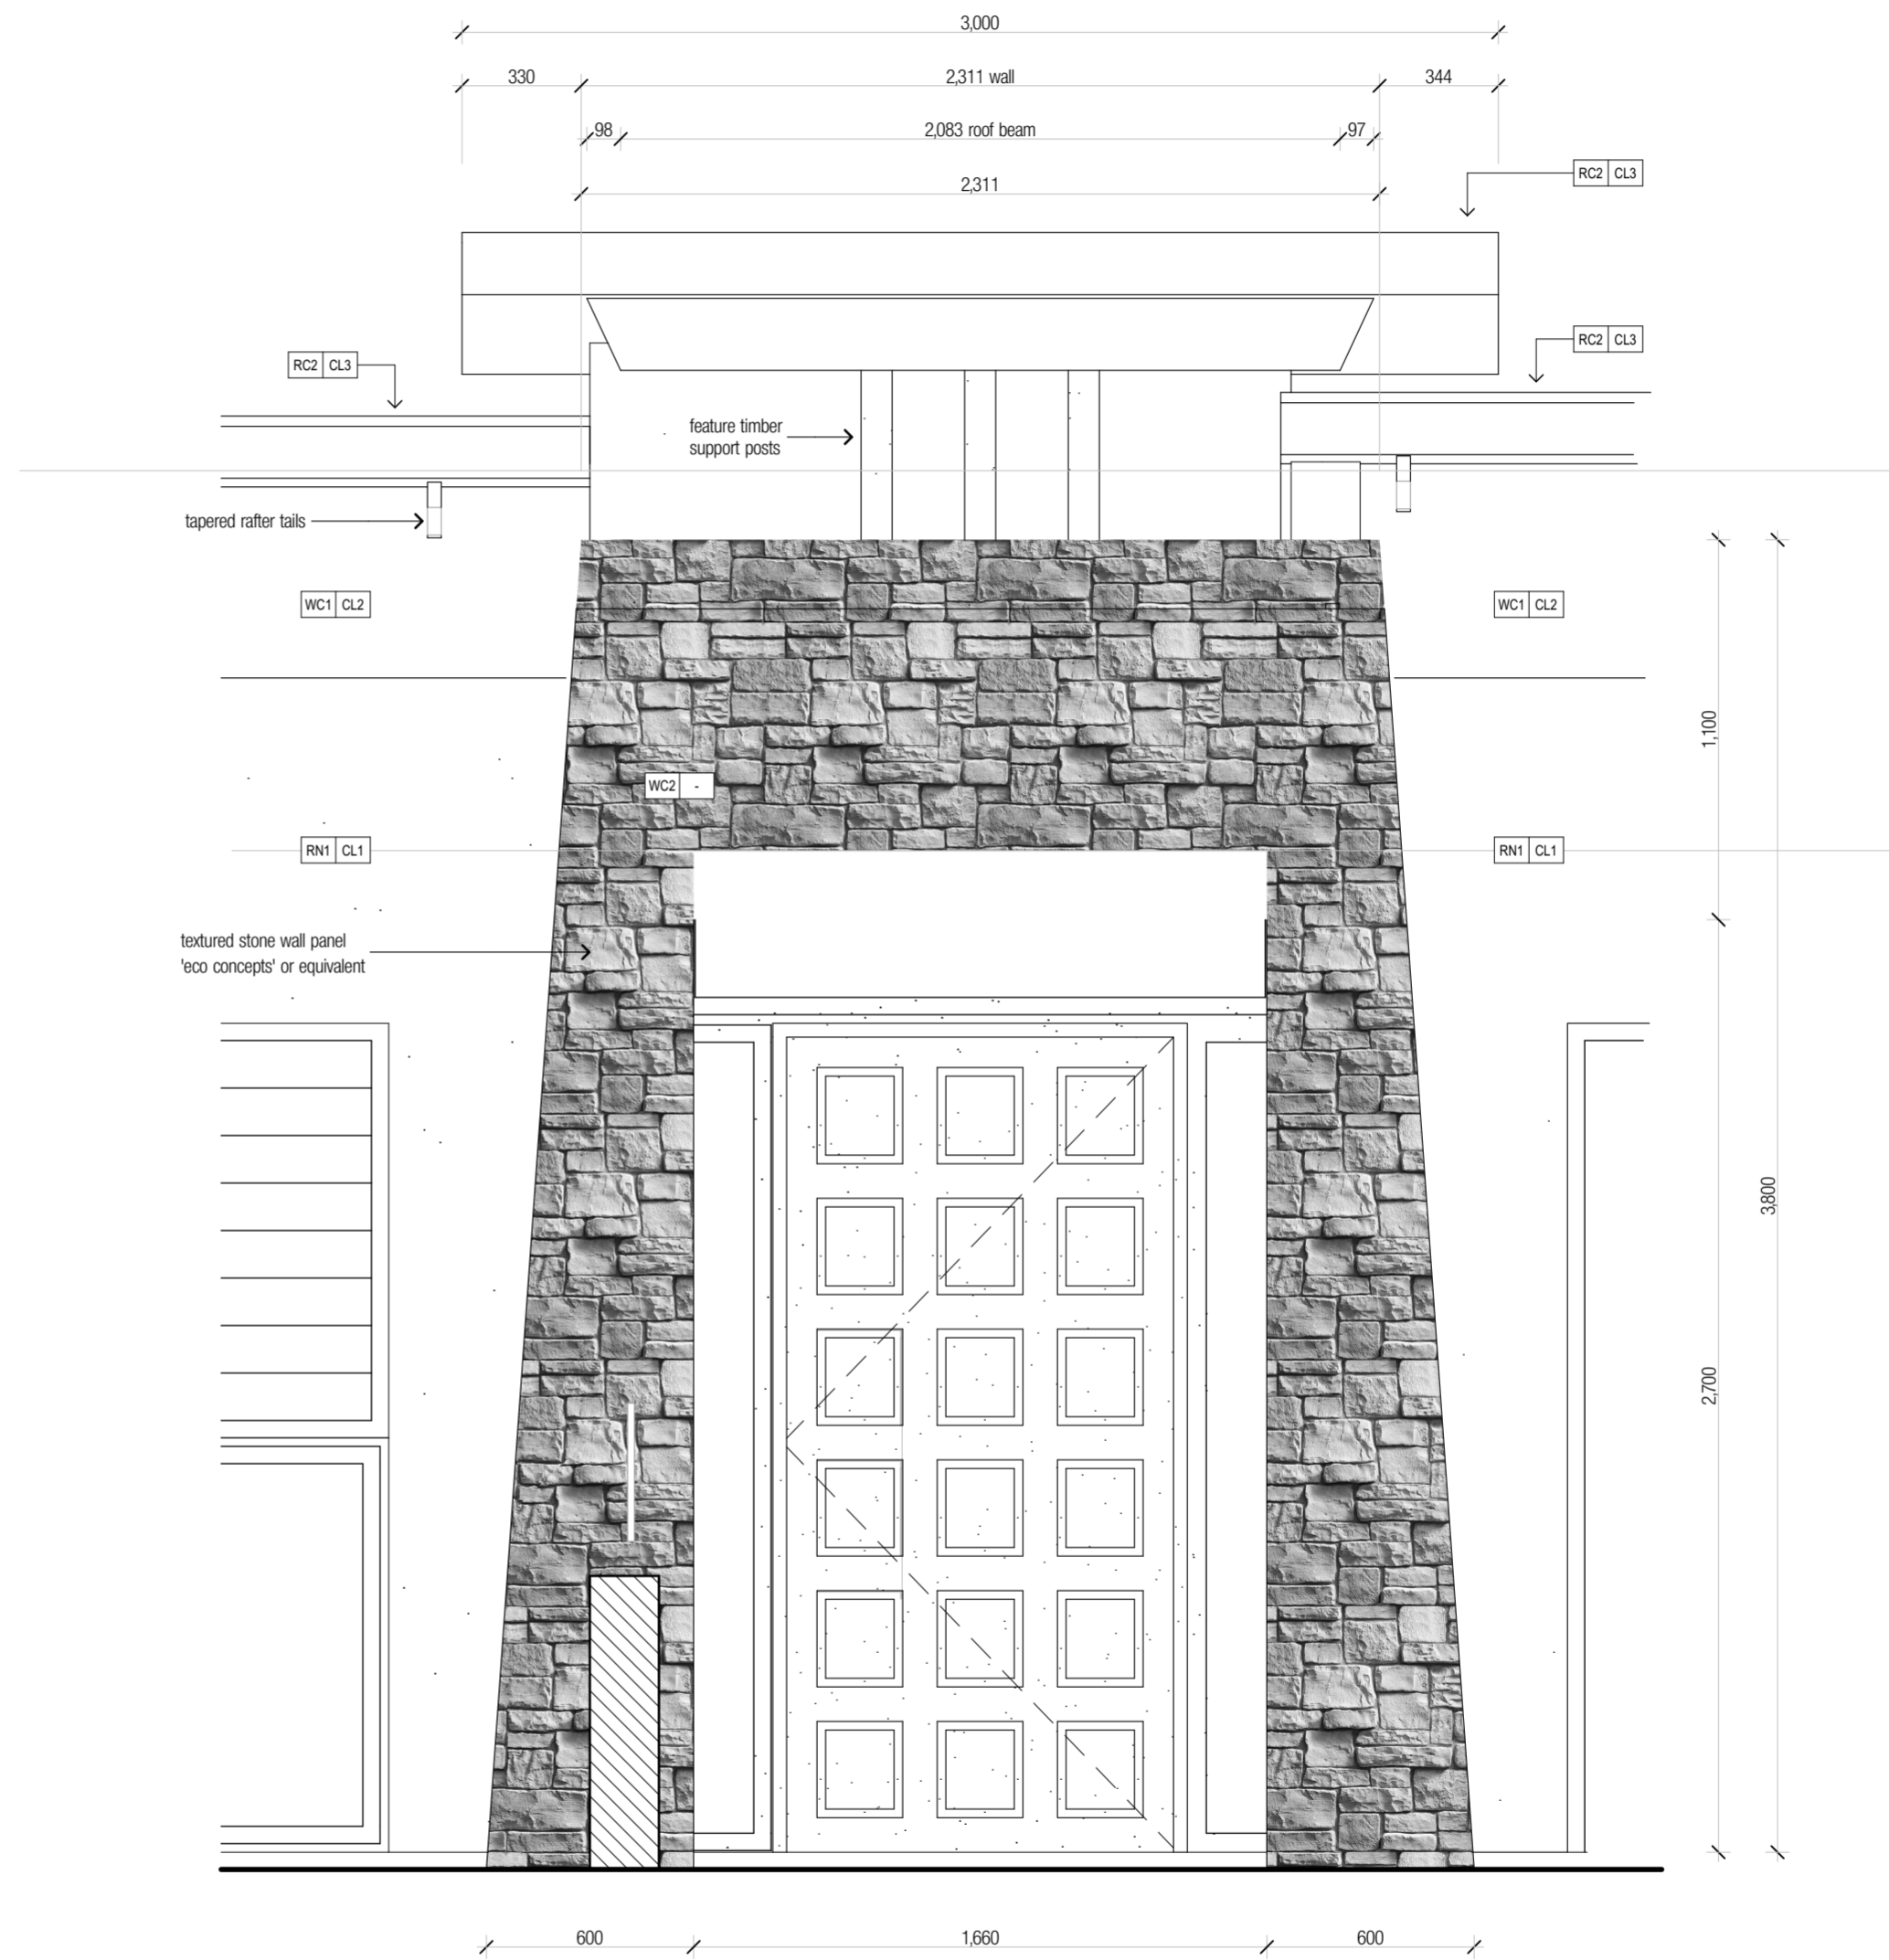 3,000
330
2,311 wall
344
98
2,083 roof beam
97
2,311
RC2 CL3
RC2 CL3
RC2 CL3
feature timber
support posts
tapered rafter tails
WC1 CL2
WC1 CL2
1,100
WC2 -
RN1 CL1
RN1 CL1
textured stone wall panel
'eco concepts' or equivalent
3,800
2,700
600
1,660
600